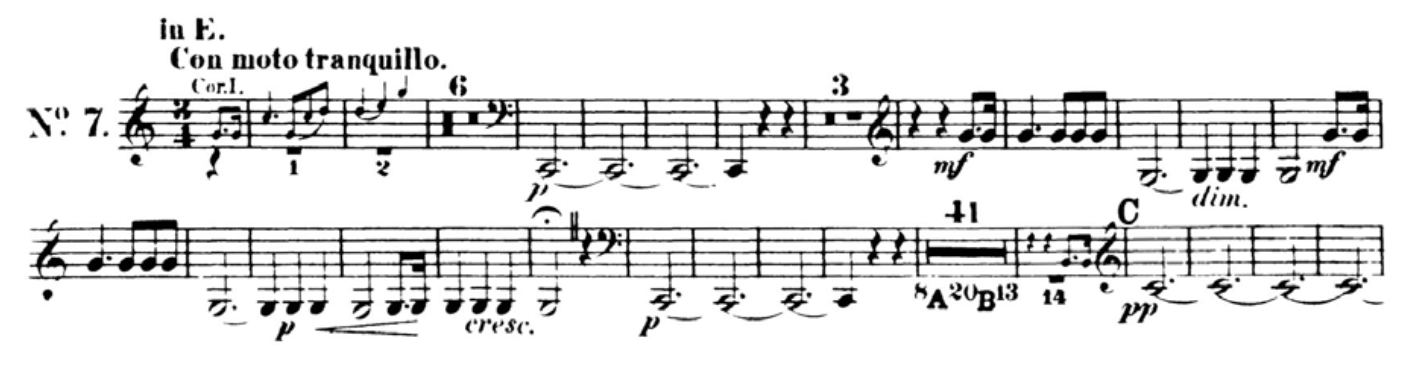 in E.
Con moto tranquillo.
Cor.I.
Nº 7.
3
4
6
3
1
2
p
mf
dim.
mf
41
C
p
cresc.
p
8 A 20 B 13
14
pp